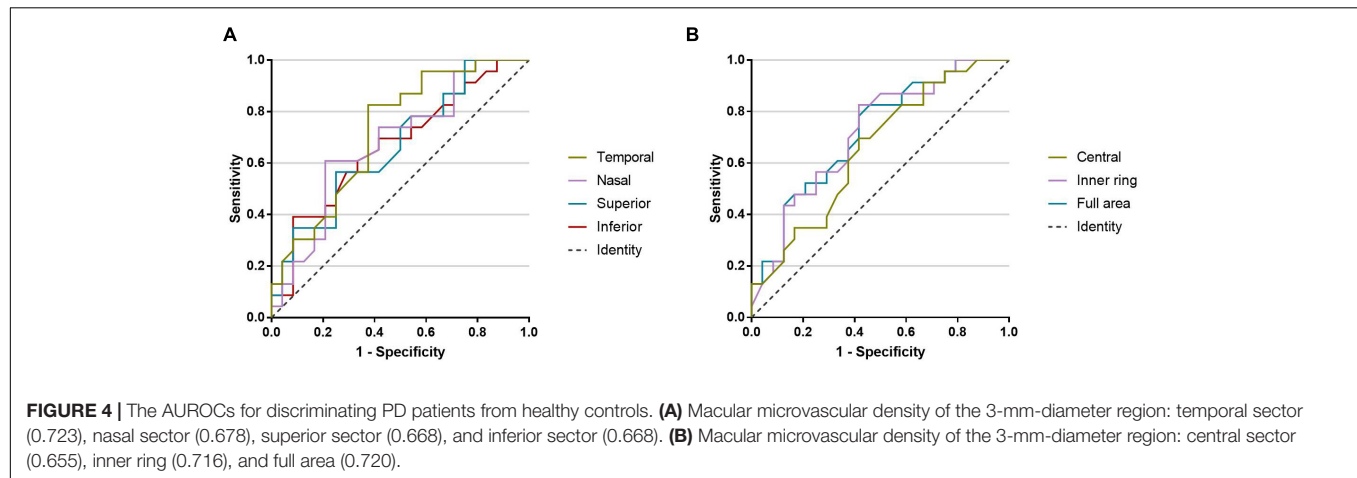 A
B
1.0
0.8
0.6
0.4
0.2
0.0
Sensitivity
0.0 0.2 0.4 0.6 0.8 1.0
1 - Specificity
Temporal
Nasal
Superior
Inferior
Identity
1.0
0.8
0.6
0.4
0.2
0.0
Sensitivity
0.0 0.2 0.4 0.6 0.8 1.0
1 - Specificity
Central
Inner ring
Full area
Identity
FIGURE 4 | The AUROCs for discriminating PD patients from healthy controls. (A) Macular microvascular density of the 3-mm-diameter region: temporal sector
(0.723), nasal sector (0.678), superior sector (0.668), and inferior sector (0.668). (B) Macular microvascular density of the 3-mm-diameter region: central sector
(0.655), inner ring (0.716), and full area (0.720).